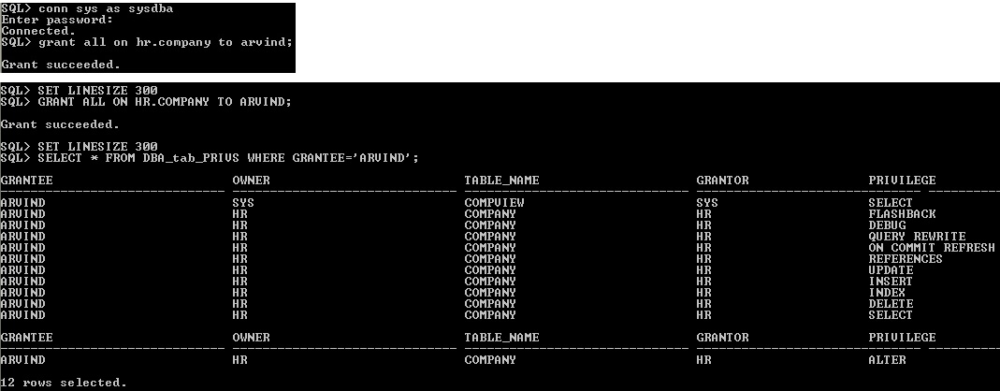 SQL> conn sys as sysdba
Enter password:
Connected.
SQL> grant all on hr.company to arvind;
Grant succeeded.
SQL> SET LINESIZE 300
SQL> GRANT ALL ON HR.COMPANY TO ARVIND;
Grant succeeded.
SQL> SET LINESIZE 300
SQL> SELECT * FROM DBA_tab_PRIVS WHERE GRANTEE='ARVIND';
GRANTEE OWNER TABLE_NAME GRANTOR PRIVILEGE
ARVIND SYS COMPVIEW SYS SELECT
ARVIND HR COMPANY HR FLASHBACK
ARVIND HR COMPANY HR DEBUG
ARVIND HR COMPANY HR QUERY REWRITE
ARVIND HR COMPANY HR ON COMMIT REFRESH
ARVIND HR COMPANY HR REFERENCES
ARVIND HR COMPANY HR UPDATE
ARVIND HR COMPANY HR INSERT
ARVIND HR COMPANY HR INDEX
ARVIND HR COMPANY HR DELETE
ARVIND HR COMPANY HR SELECT
GRANTEE OWNER TABLE_NAME GRANTOR PRIVILEGE
ARVIND HR COMPANY HR ALTER
12 rows selected.